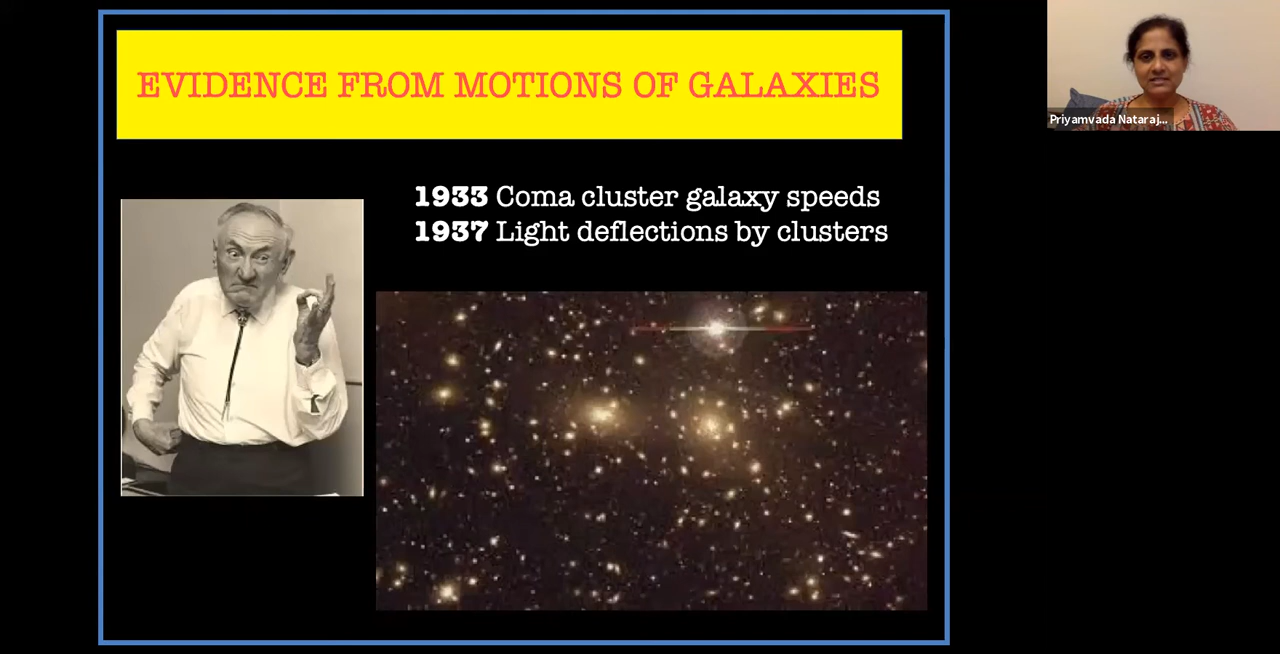 EVIDENCE FROM MOTIONS OF GALAXIES
1933 Coma cluster galaxy speeds
1937 Light deflections by clusters
Priyamvada Nataraj...